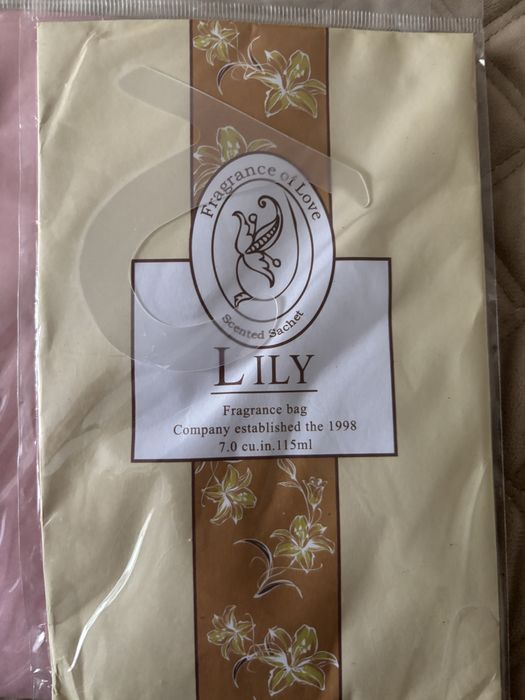 Fragrance of Love
Scented Sachet
LILY
Fragrance bag
Company established the 1998
7.0 cu.in.115ml